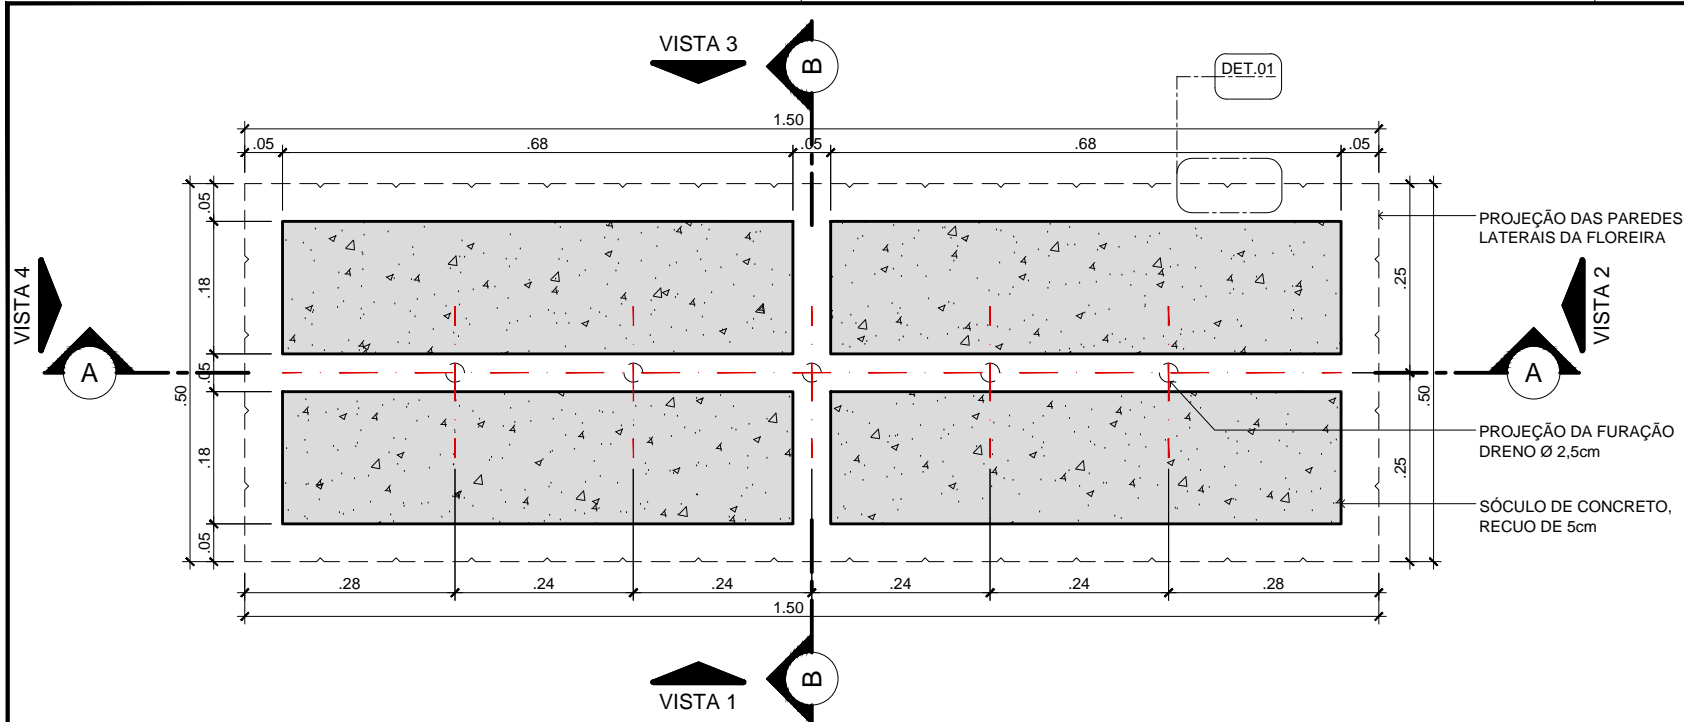 VISTA 3
B
DET.01
1.50
.05
.68
.05
.68
.05
.05
.18
.05
.18
.05
.50
VISTA 4
A
.25
.25
.50
PROJEÇÃO DAS PAREDES
LATERAIS DA FLOREIRA
VISTA 2
A
PROJEÇÃO DA FURAÇÃO
DRENO Ø 2,5cm
SÓCULO DE CONCRETO,
RECUO DE 5cm
.28
.24
.24
.24
.24
.28
1.50
VISTA 1
B